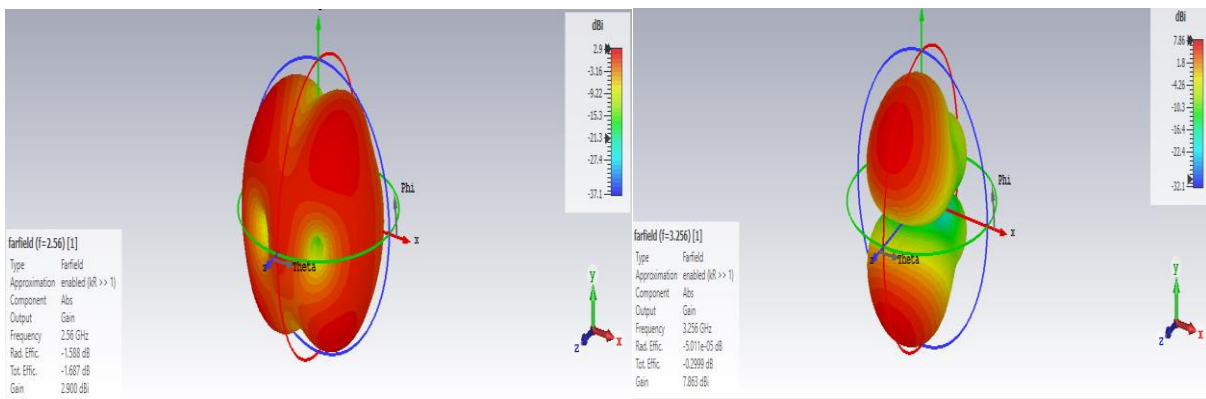 dBi
2.9
-3.16
-9.22
-15.3
-21.3
-27.4
-37.1
Phi
x
z
Theta
farfield (f=2.56) [1]
Type Farfield
Approximation enabled (kR >> 1)
Component Abs
Output Gain
Frequency 2.56 GHz
Rad. Effic. -1.588 dB
Tot. Effic. -1.687 dB
Gain 2.900 dBi
y
z
x
dBi
7.86
1.8
-4.26
-10.3
-16.4
-22.4
-32.1
Phi
x
z
Theta
farfield (f=3.256) [1]
Type Farfield
Approximation enabled (kR >> 1)
Component Abs
Output Gain
Frequency 3.256 GHz
Rad. Effic. -5.011e-05 dB
Tot. Effic. -0.2999 dB
Gain 7.863 dBi
y
z
x